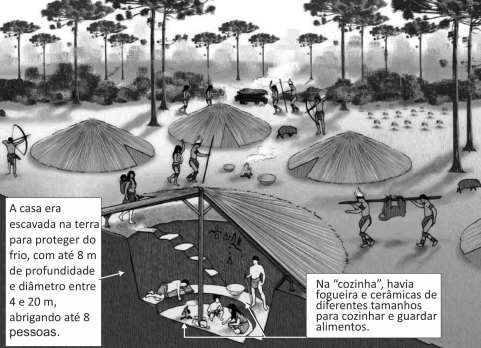 A casa era
escavada na terra
para proteger do
frio, com até 8 m
de profundidade
e diâmetro entre
4 e 20 m,
abrigando até 8
pessoas.
Na “cozinha”, havia
fogueira e cerâmicas de
diferentes tamanhos
para cozinhar e guardar
alimentos.